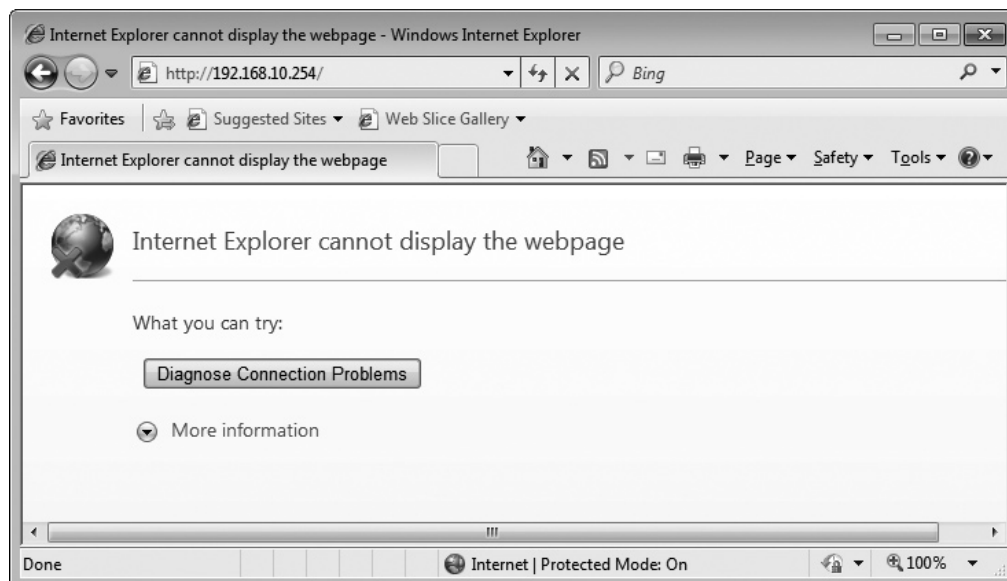 Internet Explorer cannot display the webpage - Windows Internet Explorer
http://192.168.10.254/
Bing
Favorites Suggested Sites Web Slice Gallery
Internet Explorer cannot display the webpage
Page Safety Tools
Internet Explorer cannot display the webpage
What you can try:
Diagnose Connection Problems
More information
Done
Internet | Protected Mode: On
100%